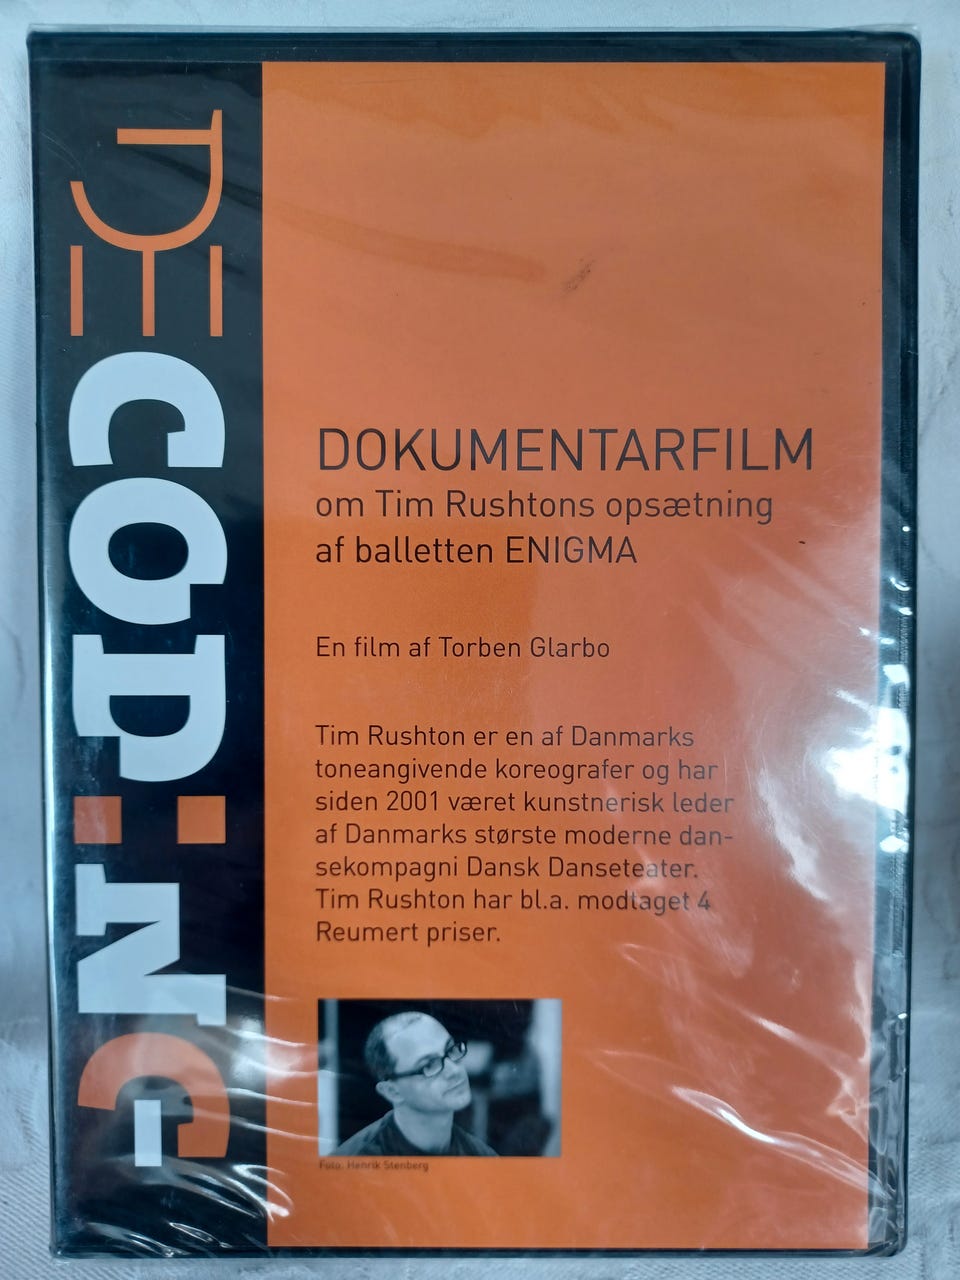 DECODING
DOKUMENTARFILM
om Tim Rushtons opsætning
af balletten ENIGMA
En film af Torben Glarbo
Tim Rushton er en af Danmarks
toneangivende koreografer og har
siden 2001 været kunstnerisk leder
af Danmarks største moderne dan-
sekompagni Dansk Danseteater.
Tim Rushton har bl.a. modtaget 4
Reumert priser.
Foto. Henrik Stenberg